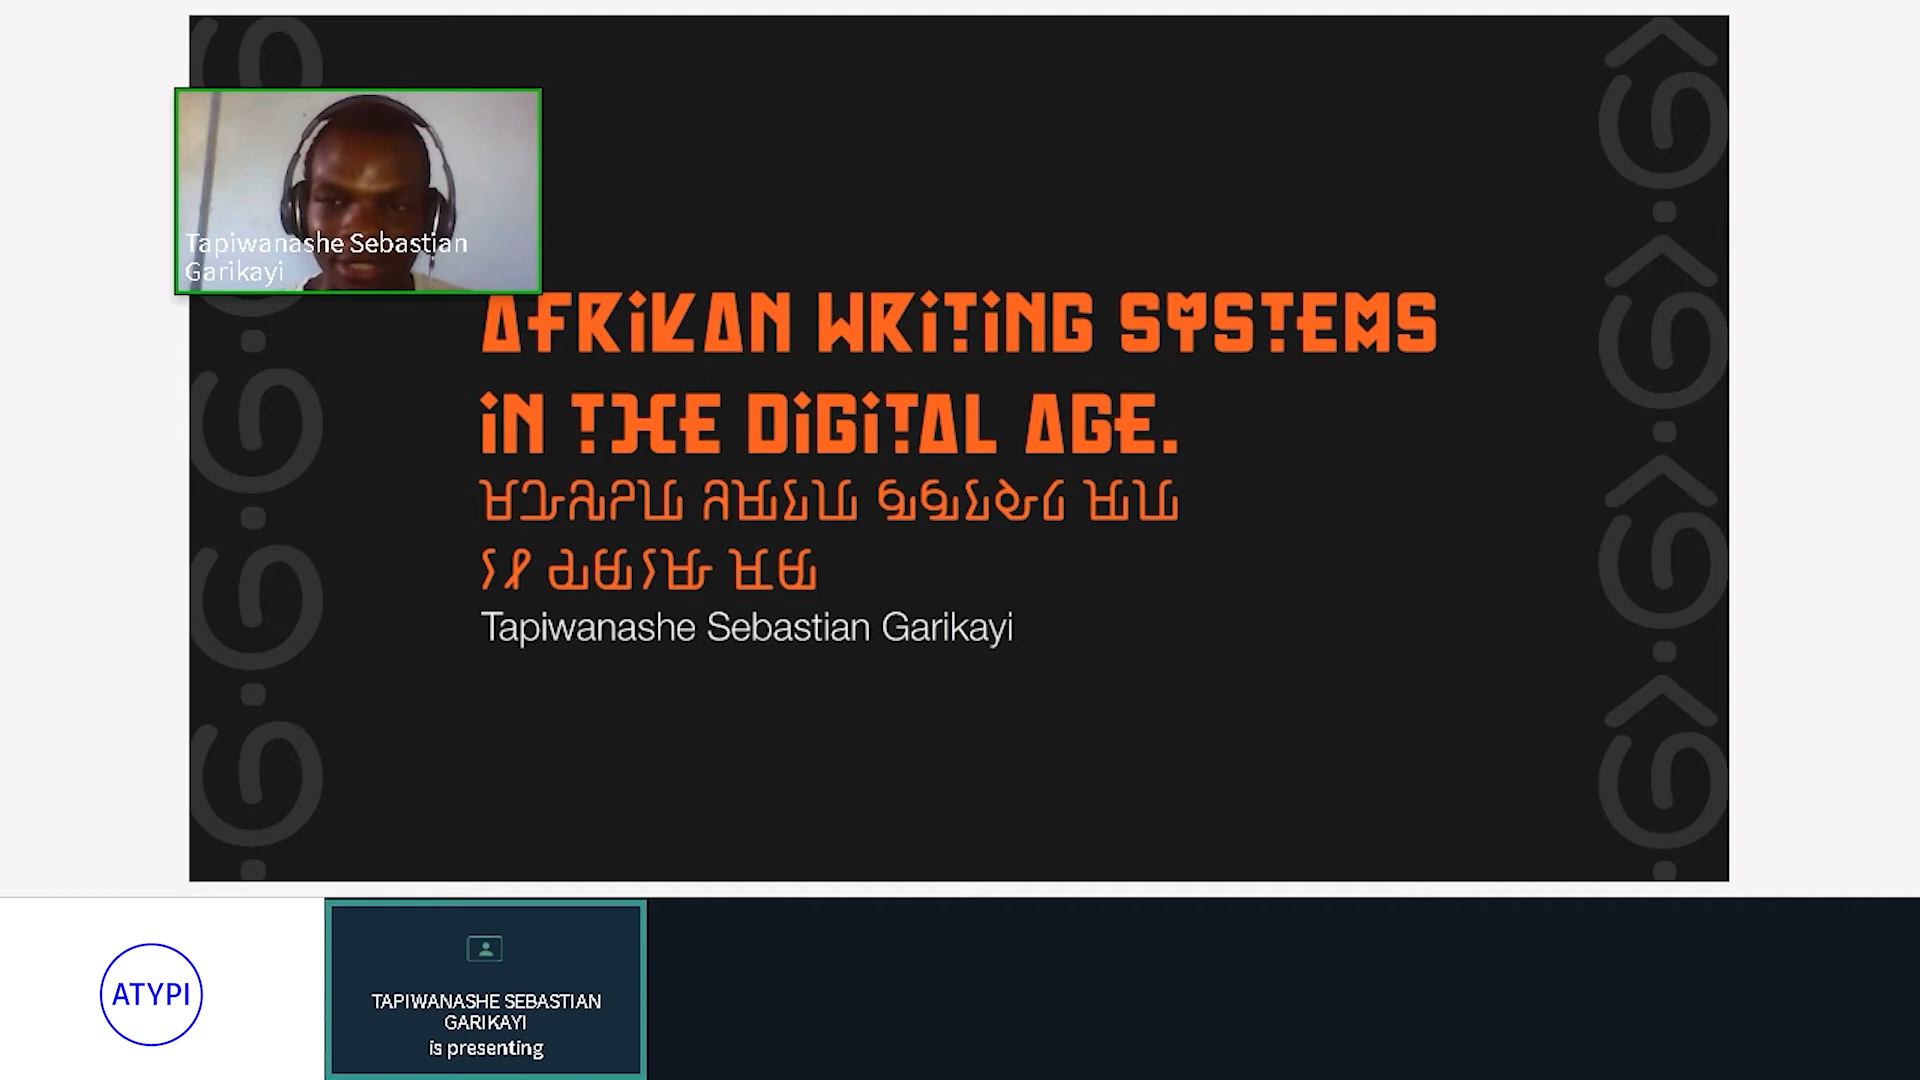 Tapiwanashe Sebastian
Garikayi
AFRiKAN WRiTiNG SYSTEMS
iN THE DiGiTAL AGE.
Tapiwanashe Sebastian Garikayi
ATYPI
TAPIWANASHE SEBASTIAN
GARIKAYI
is presenting